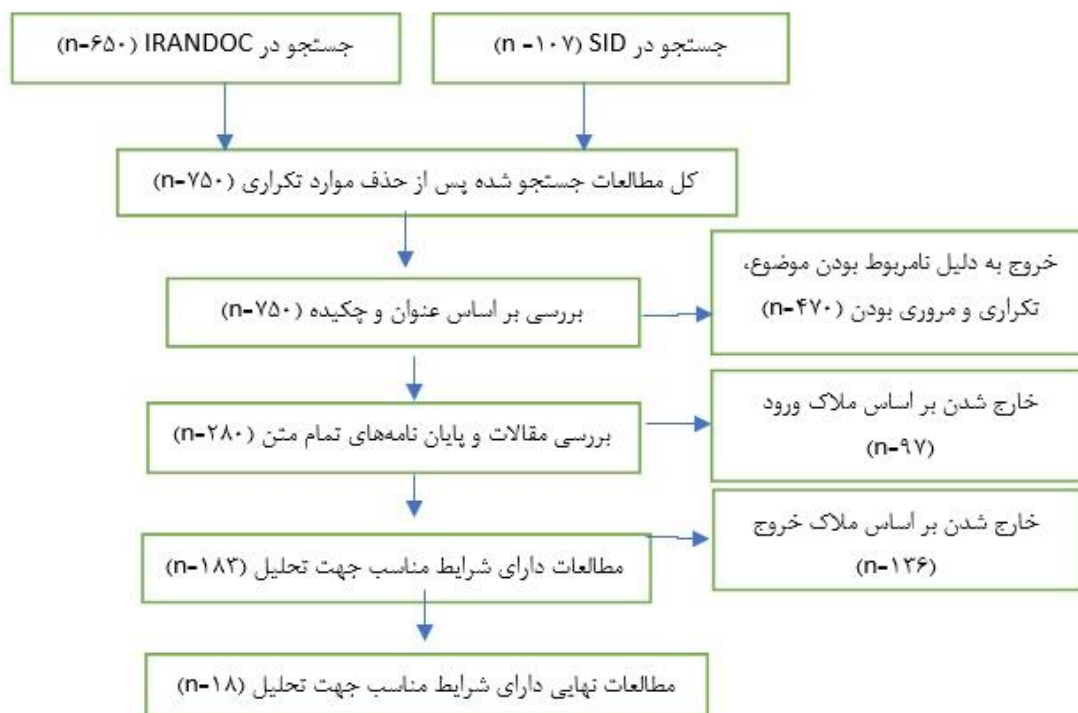 جستجو در SID (n-۱۰۷)
جستجو در IRANDOC (n-۶۵۰)
کل مطالعات جستجو شده پس از حذف موارد تکراری (n-۷۵۰)
خروج به دلیل نامربوط بودن موضوع،
تکراری و مروری بودن (n-۴۷۰)
بررسی بر اساس عنوان و چکیده (n-۷۵۰)
خارج شدن بر اساس ملاک ورود
(n-۹۷)
بررسی مقالات و پایان نامه‌های تمام متن (n-۲۸۰)
خارج شدن بر اساس ملاک خروج
(n-۱۳۶)
مطالعات دارای شرایط مناسب جهت تحلیل (n-۱۸۳)
مطالعات نهایی دارای شرایط مناسب جهت تحلیل (n-۱۸)